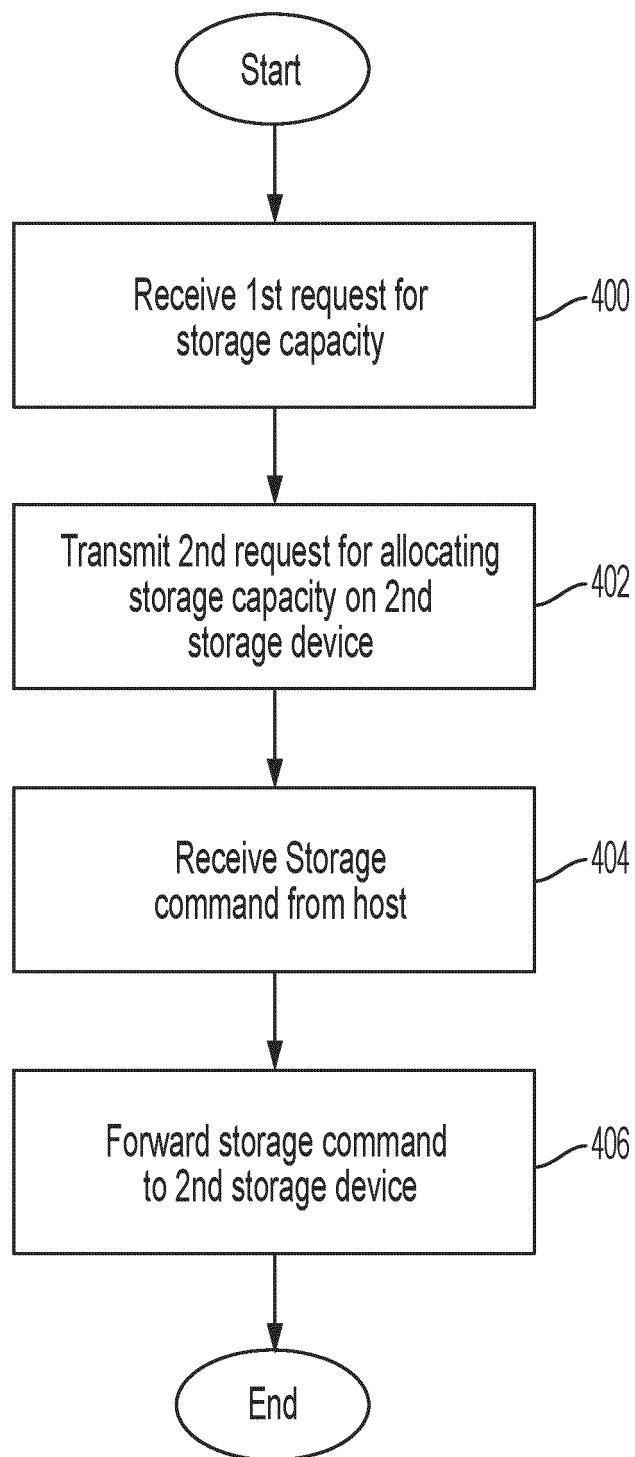 Start
Receive 1st request for
storage capacity
400
Transmit 2nd request for allocating
storage capacity on 2nd
storage device
402
Receive Storage
command from host
404
Forward storage command
to 2nd storage device
406
End